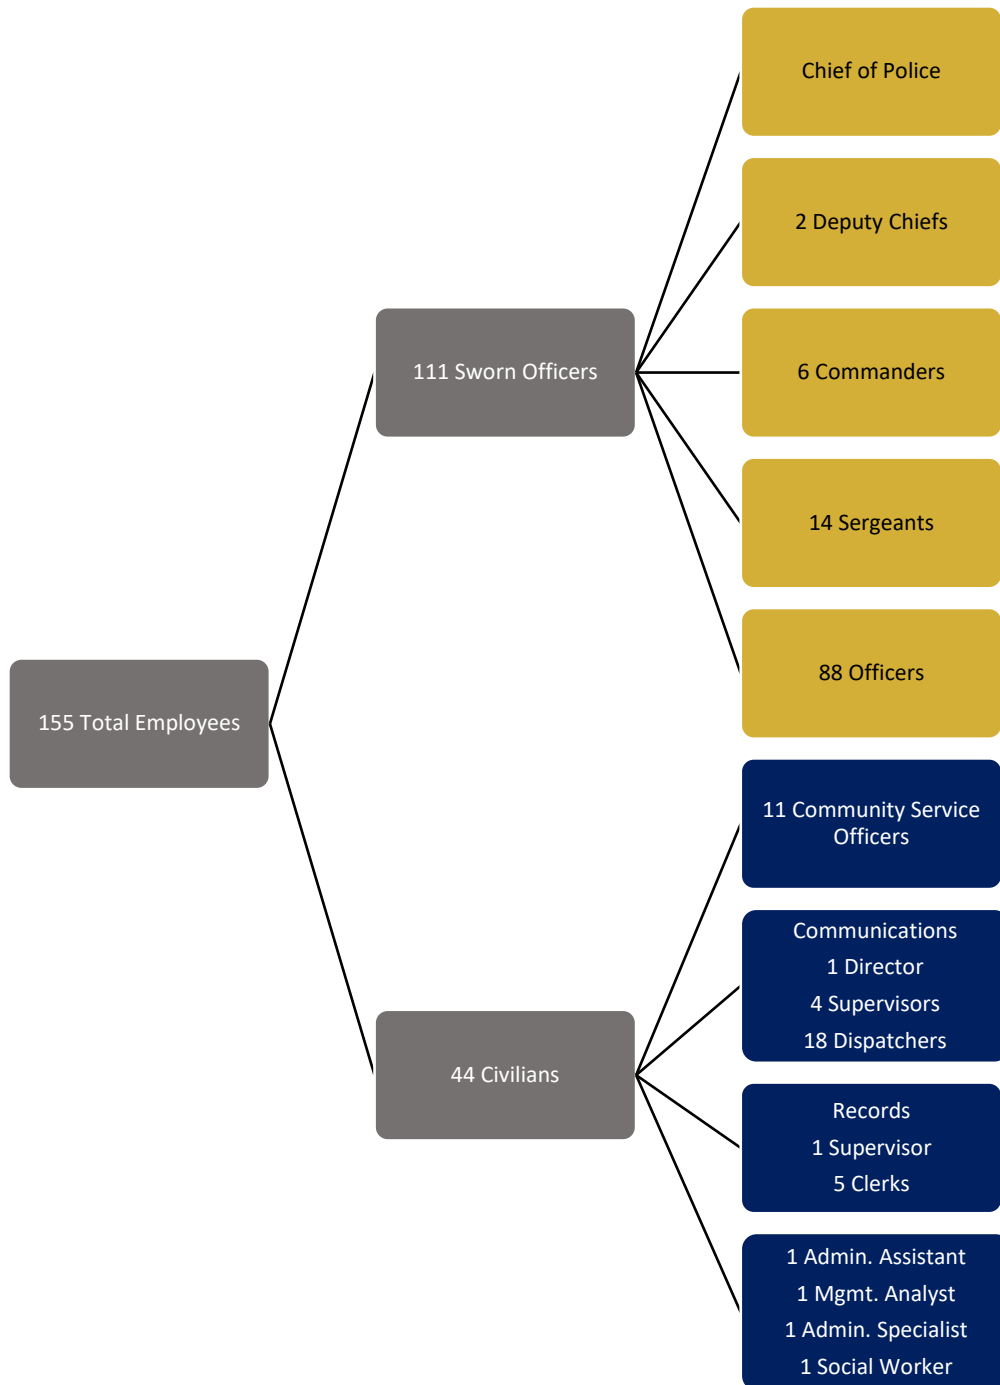 155 Total Employees
111 Sworn Officers
Chief of Police
2 Deputy Chiefs
6 Commanders
14 Sergeants
88 Officers
44 Civilians
11 Community Service
Officers
Communications
1 Director
4 Supervisors
18 Dispatchers
Records
1 Supervisor
5 Clerks
1 Admin. Assistant
1 Mgmt. Analyst
1 Admin. Specialist
1 Social Worker